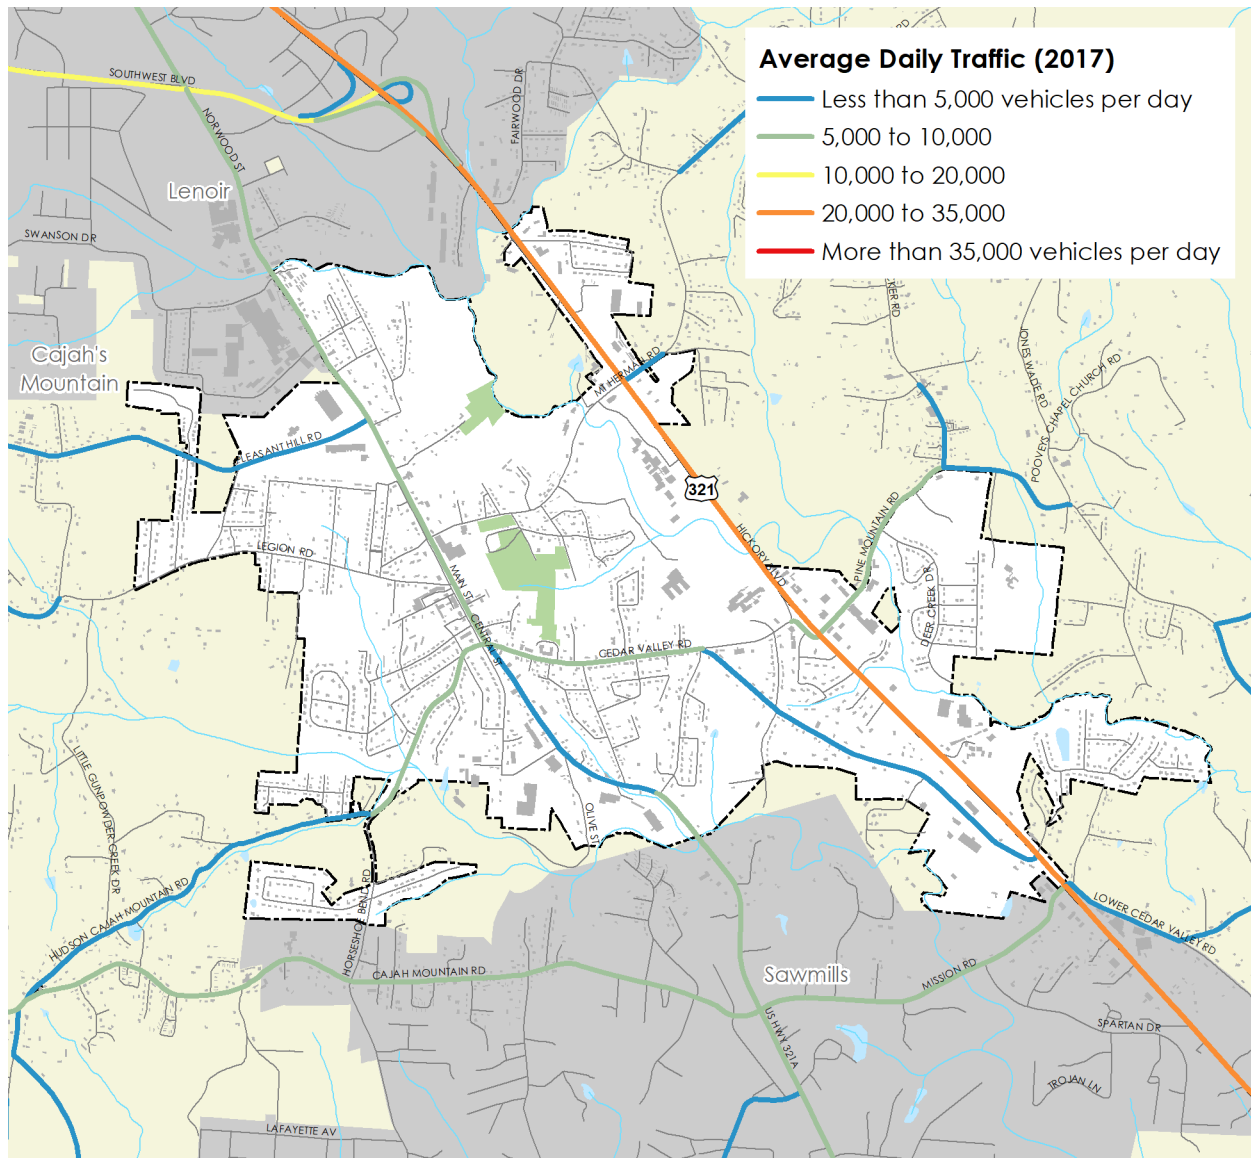 Average Daily Traffic (2017)
Less than 5,000 vehicles per day
5,000 to 10,000
10,000 to 20,000
20,000 to 35,000
More than 35,000 vehicles per day
SOUTHWEST BLVD
NORWOOD ST
FAIRWOOD DR
RD
Lenoir
SWANSON DR
Cajah's
Mountain
KER RD
JONES WADE RD
POOVEYS CHAPEL CHURCH RD
MT HERMAN RD
PLEASANT HILL RD
321
HICKORY BLVD
PINE MOUNTAIN RD
LEGION RD
MAIN ST
CENTRAL ST
DEER CREEK DR
CEDAR VALLEY RD
LITTLE GUNPOWDER CREEK DR
OLIVE ST
HUDSON CAJAH MOUNTAIN RD
HORSESHOE BEND RD
LOWER CEDAR VALLEY RD
CAJAH MOUNTAIN RD
Sawmills
MISSION RD
US HWY 321A
SPARTAN DR
TROJAN LN
LAFAYETTE AV